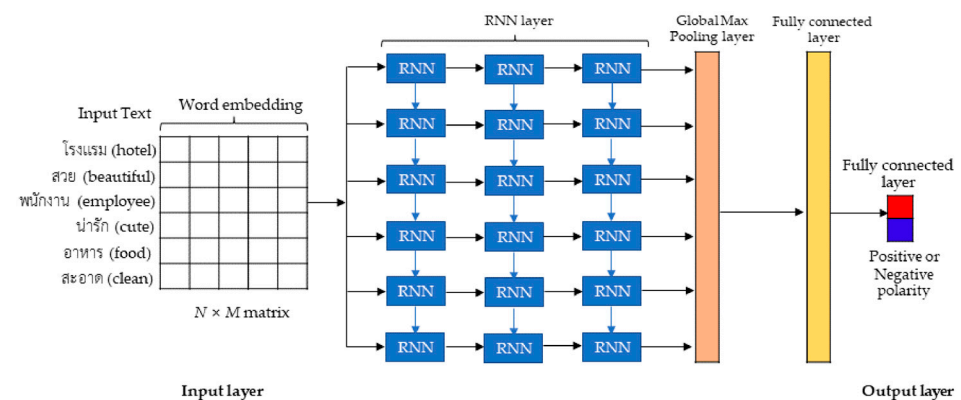 RNN layer
Global Max
Pooling layer
Fully connected
layer
Input Text
Word embedding
โรงแรม (hotel)
สวย (beautiful)
พนักงาน (employee)
น่ารัก (cute)
อาหาร (food)
สะอาด (clean)
N × M matrix
RNN RNN RNN
RNN RNN RNN
RNN RNN RNN
RNN RNN RNN
RNN RNN RNN
RNN RNN RNN
Fully connected
layer
Positive or
Negative
polarity
Input layer
Output layer